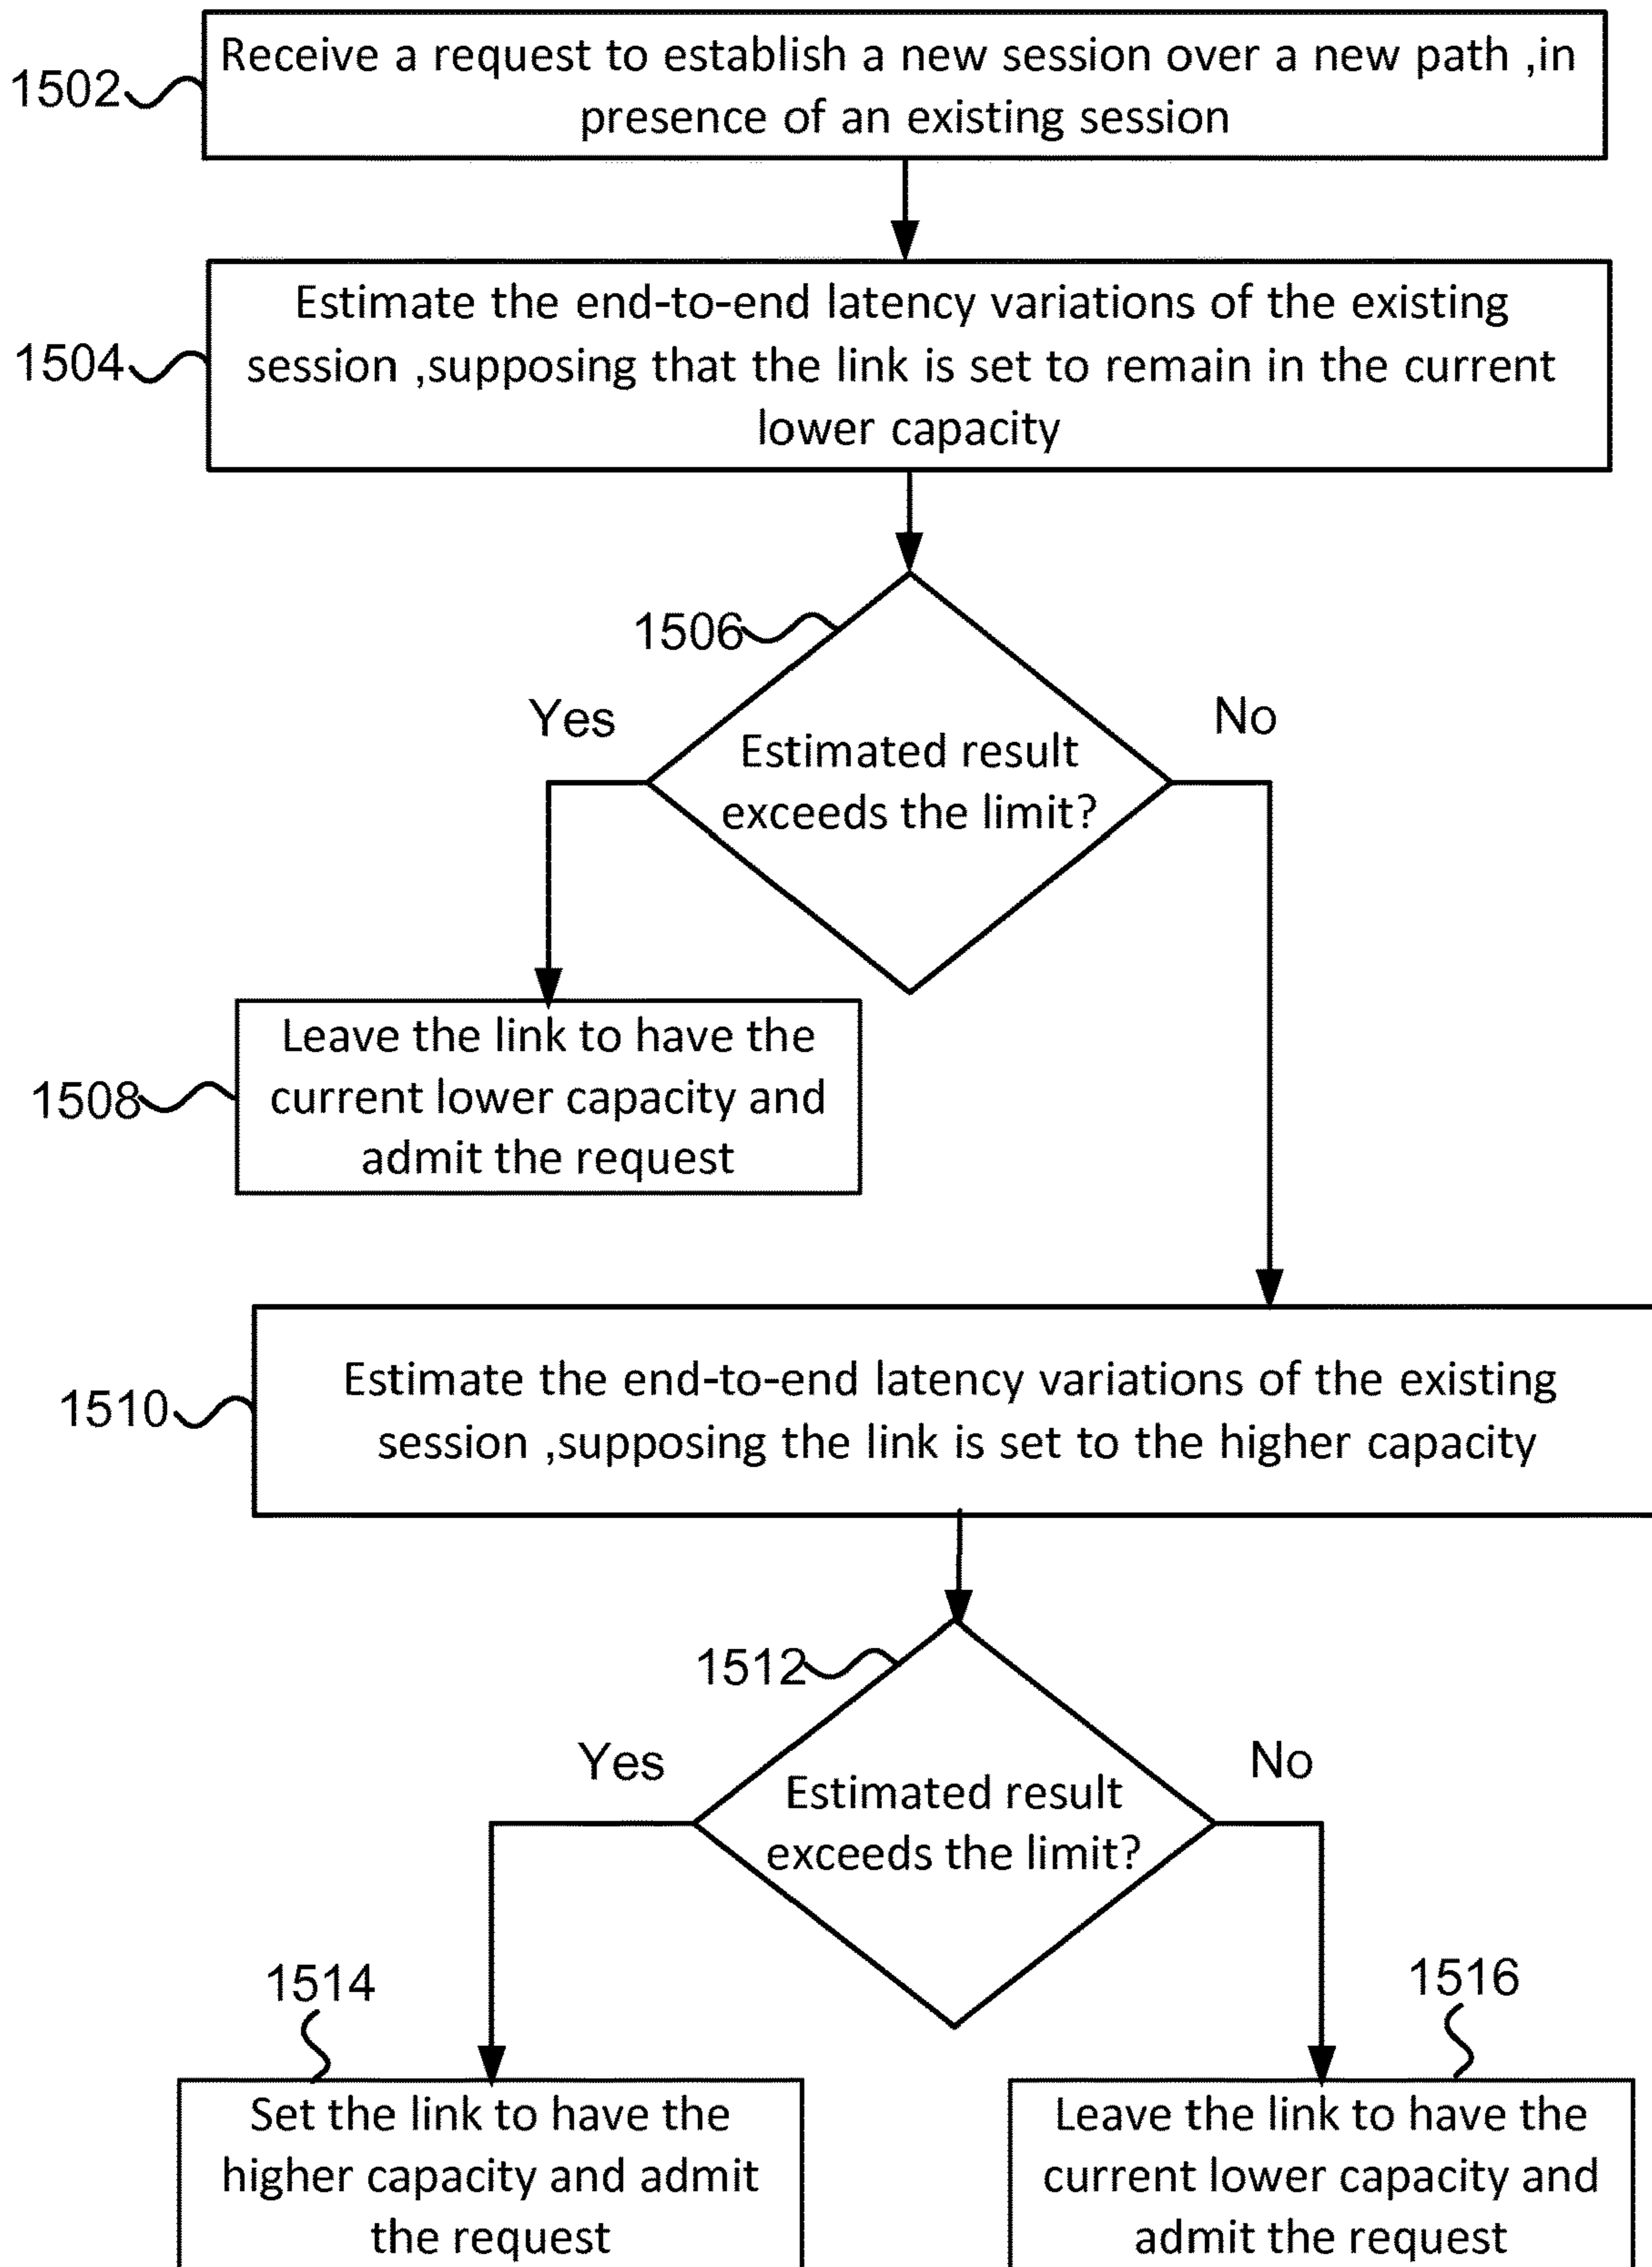 1502
Receive a request to establish a new session over a new path ,in
presence of an existing session
1504
Estimate the end-to-end latency variations of the existing
session ,supposing that the link is set to remain in the current
lower capacity
1506
Yes
No
Estimated result
exceeds the limit?
1508
Leave the link to have the
current lower capacity and
admit the request
1510
Estimate the end-to-end latency variations of the existing
session ,supposing the link is set to the higher capacity
1512
Yes
No
Estimated result
exceeds the limit?
1514
Set the link to have the
higher capacity and admit
the request
1516
Leave the link to have the
current lower capacity and
admit the request